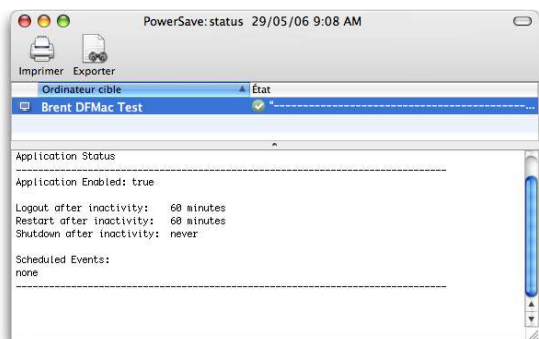 PowerSave: status 29/05/06 9:08 AM
Imprimer Exporter
Ordinateur cible État
Brent DFMac Test "------------------------------------------...
Application Status
--------------------------------------------------------------------------------
Application Enabled: true
Logout after inactivity: 60 minutes
Restart after inactivity: 60 minutes
Shutdown after inactivity: never
Scheduled Events:
none
--------------------------------------------------------------------------------